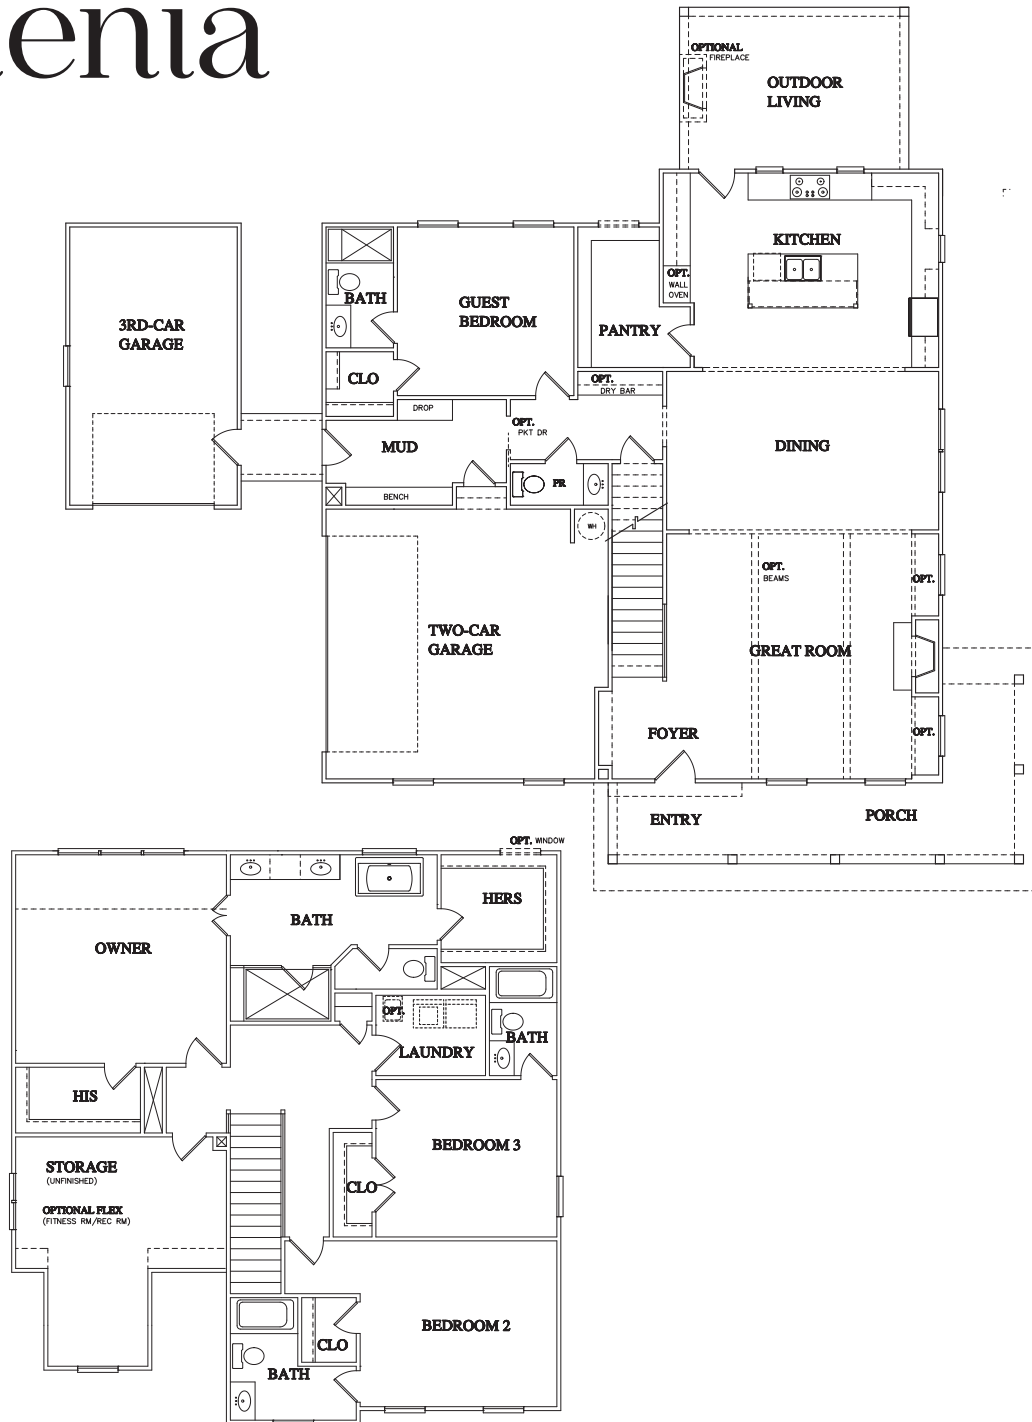 OPTIONAL
FIREPLACE
OUTDOOR
LIVING
KITCHEN
OPT.
WALL
OVEN
BATH
GUEST
BEDROOM
3RD-CAR
GARAGE
PANTRY
CLO
OPT.
DRY BAR
DROP
OPT.
PKT DR
MUD
DINING
BENCH
PR
WH
OPT.
BEAMS
OPT.
TWO-CAR
GARAGE
GREAT ROOM
FOYER
OPT.
ENTRY
PORCH
OPT. WINDOW
HERS
BATH
OWNER
OPT.
LAUNDRY
BATH
HIS
BEDROOM 3
STORAGE
(UNFINISHED)
CLO
OPTIONAL FLEX
(FITNESS RM/REC RM)
BEDROOM 2
CLO
BATH